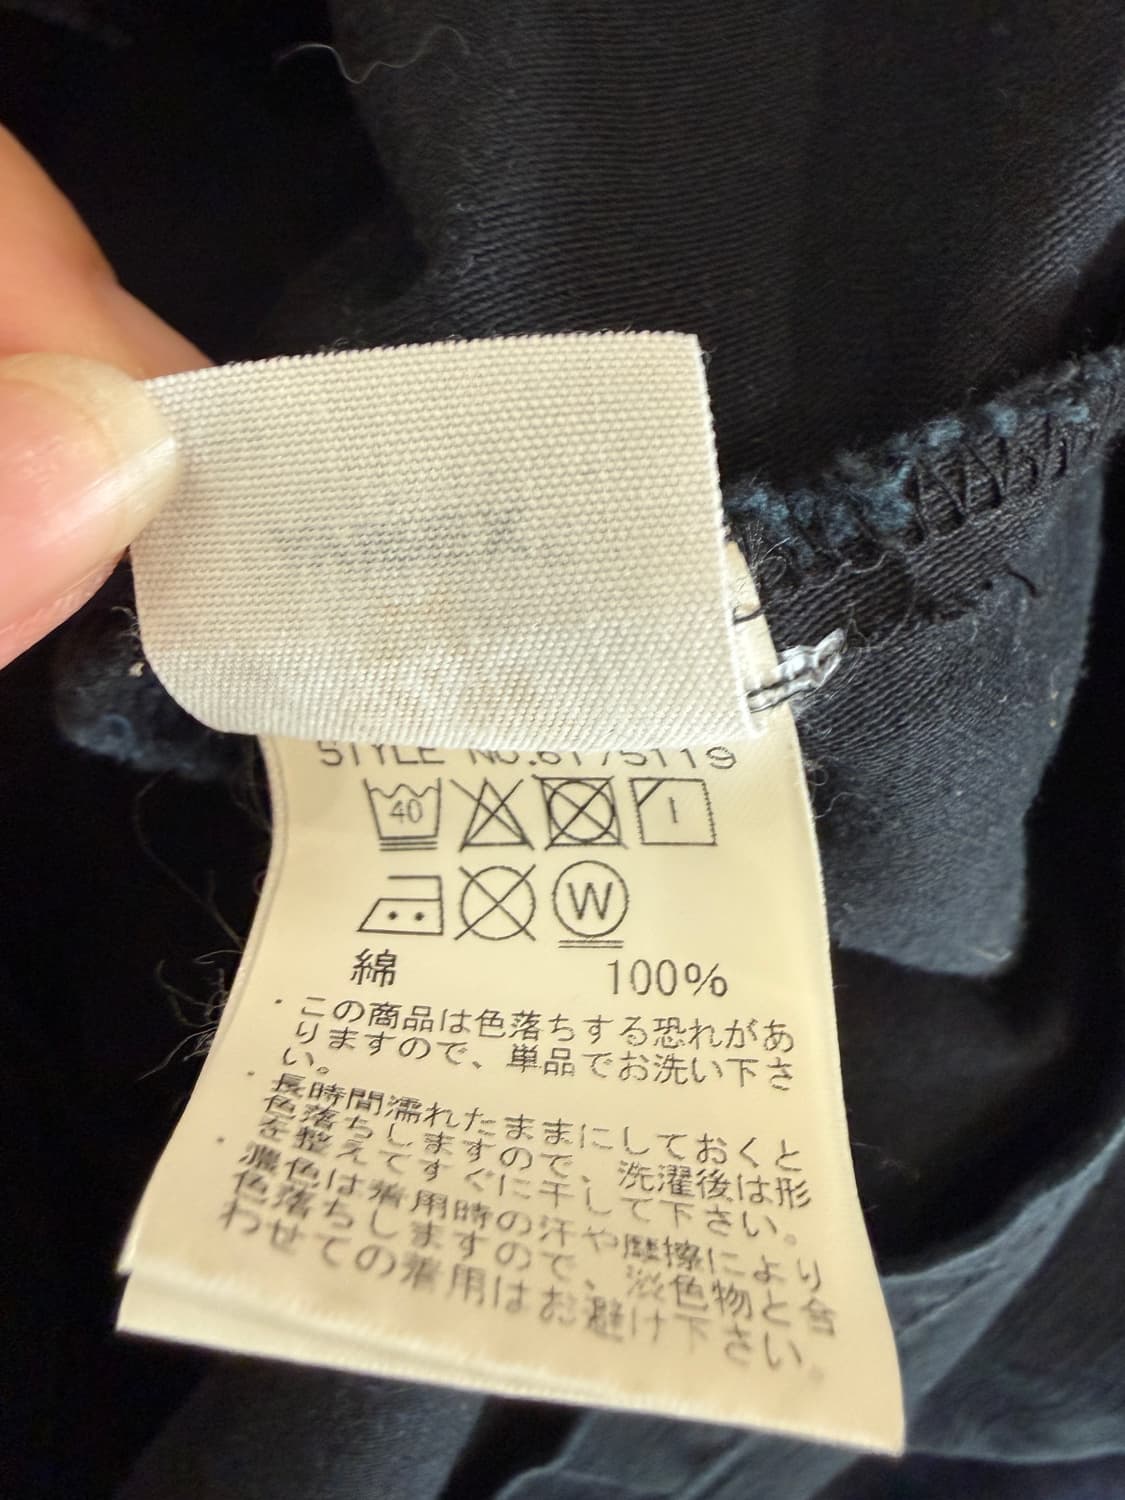 STYLE NO.6175119
40
W
綿 100%
・この商品は色落ちする恐れがあ
りますので、単品でお洗い下さ
い。
・長時間濡れたままにしておくと
色落ちしますので、洗濯後は形
を整えてすぐに干して下さい。
・濃色は着用時の汗や摩擦により
色落ちしますので、淡色物と合
わせての着用はお避け下さい。